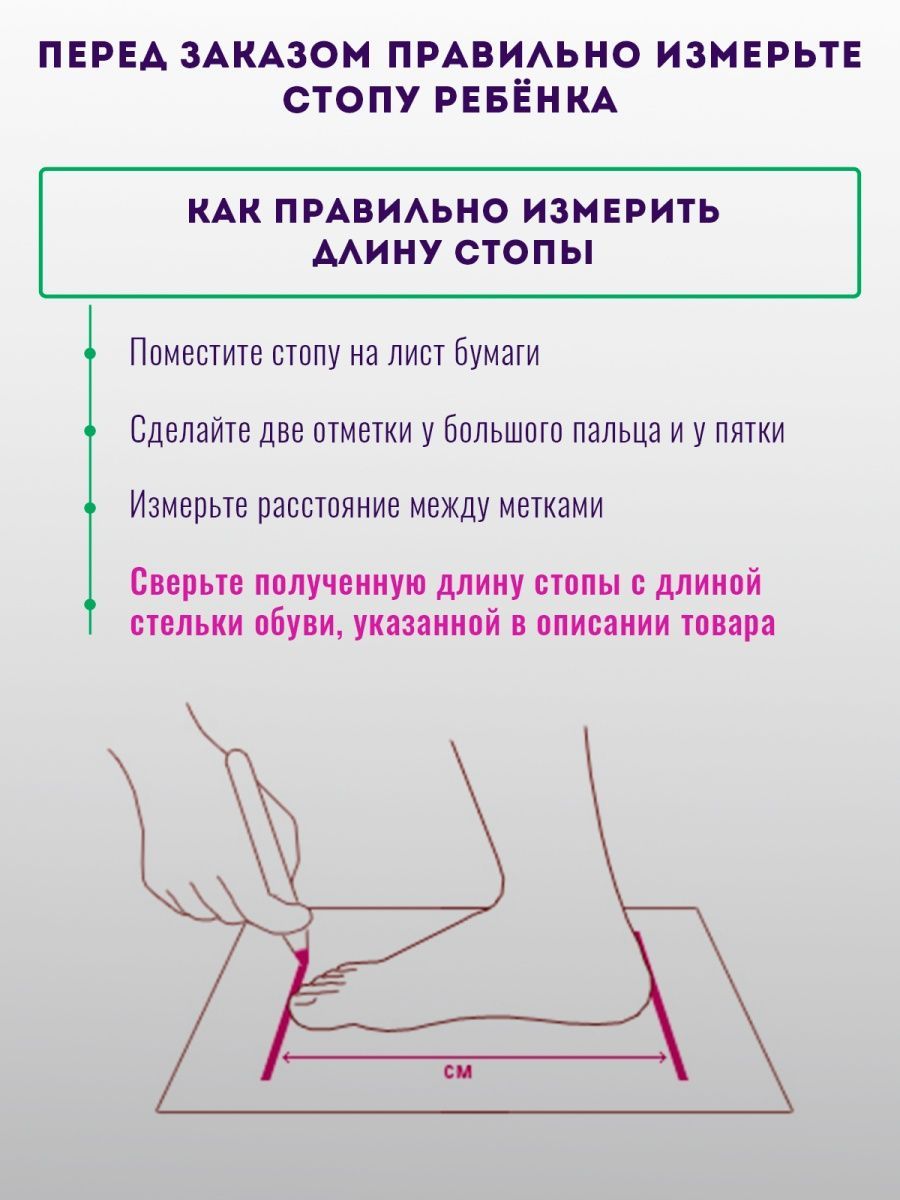 ПЕРЕД ЗАКАЗОМ ПРАВИЛЬНО ИЗМЕРЬТЕ
СТОПУ РЕБЁНКА
КАК ПРАВИЛЬНО ИЗМЕРИТЬ
ДЛИНУ СТОПЫ
Поместите стопу на лист бумаги
Сделайте две отметки у большого пальца и у пятки
Измерьте расстояние между метками
Сверьте полученную длину стопы с длиной
стельки обуви, указанной в описании товара
см